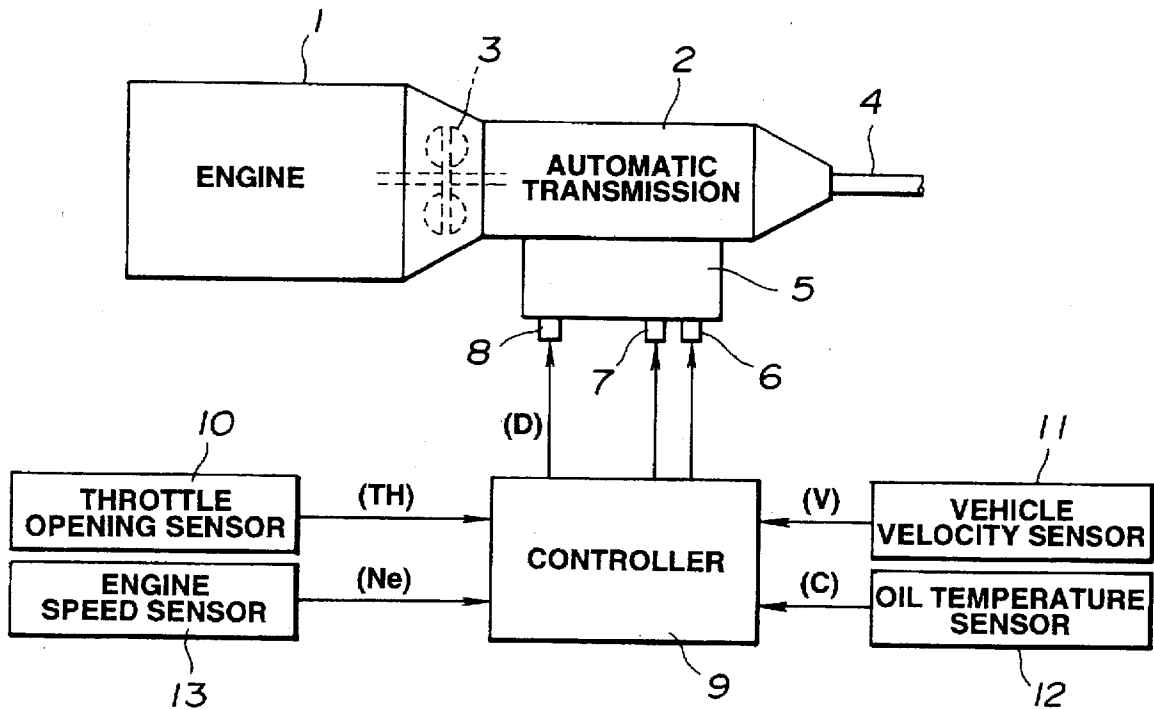 1
3
2
4
ENGINE
AUTOMATIC
TRANSMISSION
5
8
7
6
(D)
10
11
THROTTLE
OPENING SENSOR
(TH)
CONTROLLER
(V)
VEHICLE
VELOCITY SENSOR
ENGINE
SPEED SENSOR
(Ne)
(C)
OIL TEMPERATURE
SENSOR
13
9
12